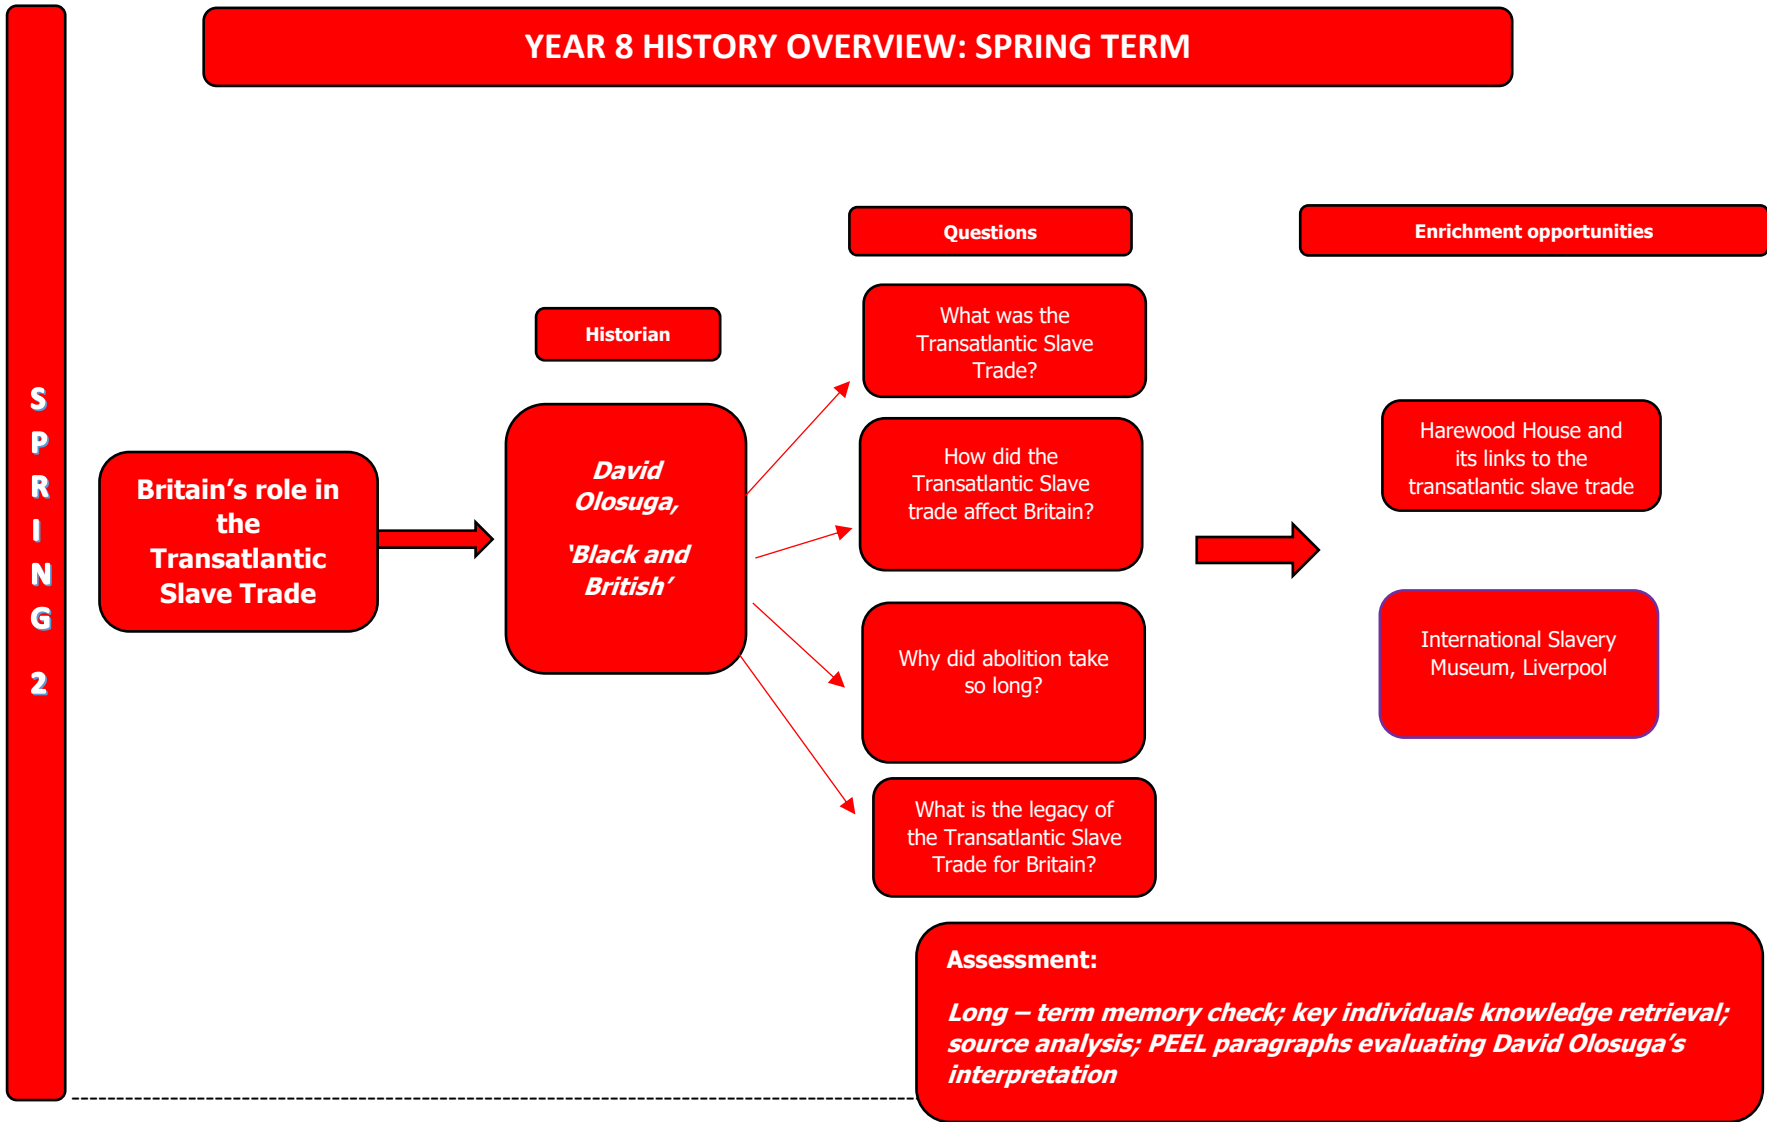 YEAR 8 HISTORY OVERVIEW: SPRING TERM
SPRING 2
Britain’s role in
the
Transatlantic
Slave Trade
Historian
David
Olosuga,
‘Black and
British’
Questions
What was the
Transatlantic Slave
Trade?
How did the
Transatlantic Slave
trade affect Britain?
Why did abolition take
so long?
What is the legacy of
the Transatlantic Slave
Trade for Britain?
Enrichment opportunities
Harewood House and
its links to the
transatlantic slave trade
International Slavery
Museum, Liverpool
Assessment:
Long – term memory check; key individuals knowledge retrieval;
source analysis; PEEL paragraphs evaluating David Olosuga’s
interpretation